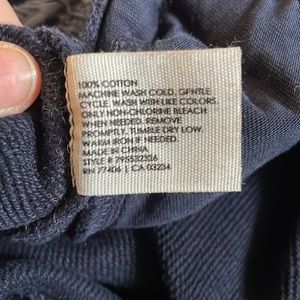 100% COTTON
MACHINE WASH COLD, GENTLE
CYCLE. WASH WITH LIKE COLORS.
ONLY NON-CHLORINE BLEACH
WHEN NEEDED. REMOVE
PROMPTLY, TUMBLE DRY LOW.
WARM IRON IF NEEDED.
MADE IN CHINA
STYLE # 795532326
RN 77406 | CA 03234